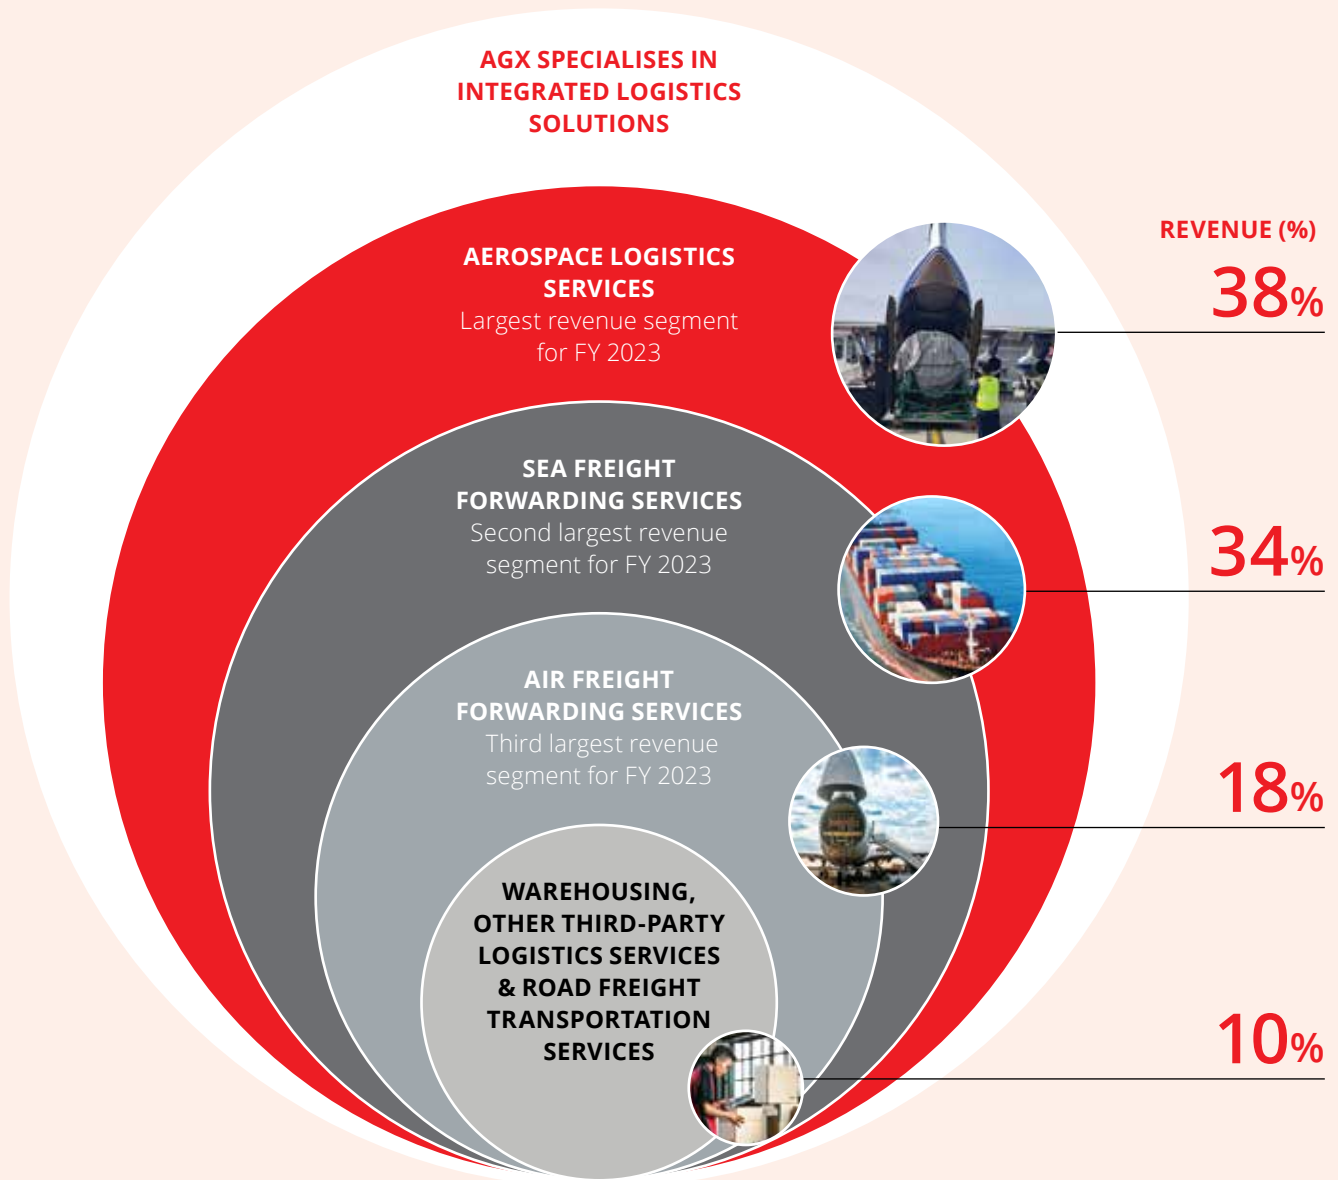 AGX SPECIALISES IN
INTEGRATED LOGISTICS
SOLUTIONS
REVENUE (%)
AEROSPACE LOGISTICS
SERVICES
Largest revenue segment
for FY 2023
38%
SEA FREIGHT
FORWARDING SERVICES
Second largest revenue
segment for FY 2023
34%
AIR FREIGHT
FORWARDING SERVICES
Third largest revenue
segment for FY 2023
18%
WAREHOUSING,
OTHER THIRD-PARTY
LOGISTICS SERVICES
& ROAD FREIGHT
TRANSPORTATION
SERVICES
10%